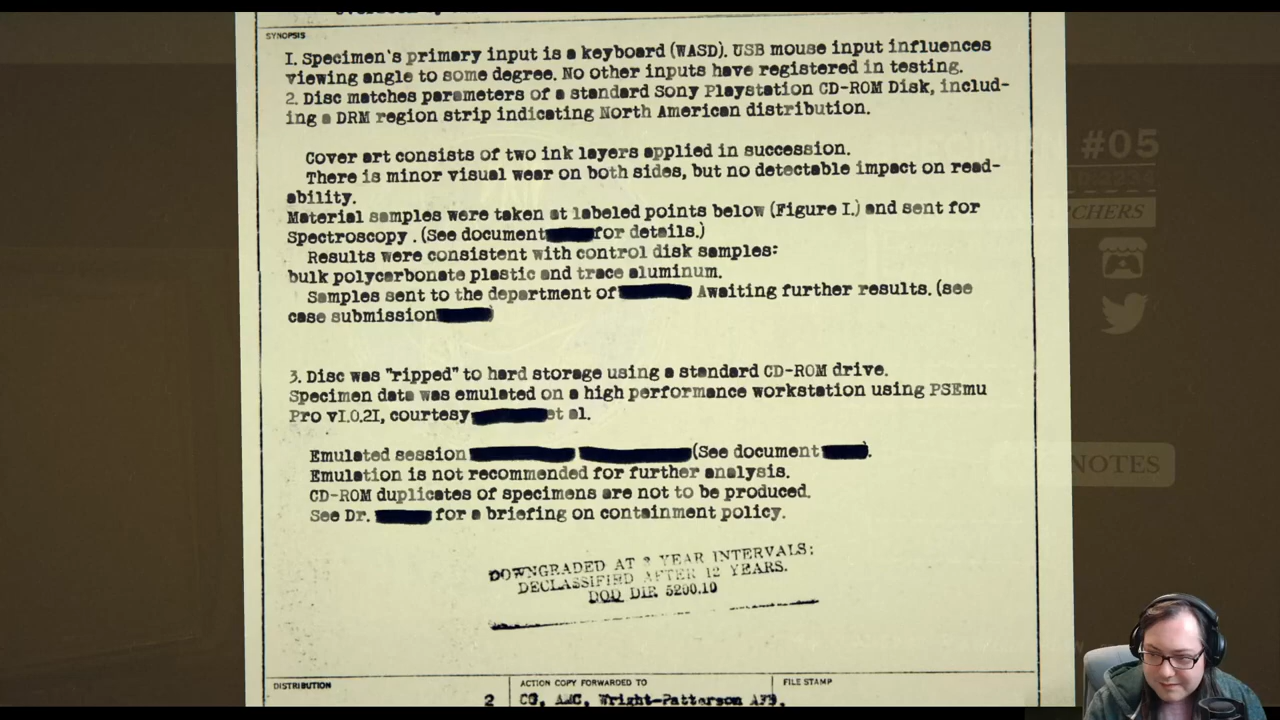 SYNOPSIS
I. Specimen's primary input is a keyboard (WASD). USB mouse input influences
viewing angle to some degree. No other inputs have registered in testing.
2. Disc matches parameters of a standard Sony Playstation CD-ROM Disk, includ-
ing a DRM region strip indicating North American distribution.
Cover art consists of two ink layers applied in succession.
There is minor visual wear on both sides, but no detectable impact on read-
ability.
Material samples were taken at labeled points below (Figure I.) and sent for
Spectroscopy. (See document for details.)
Results were consistent with control disk samples:
bulk polycarbonate plastic and trace aluminum.
Samples sent to the department of Awaiting further results. (see
case submission
3. Disc was "ripped" to hard storage using a standard CD-ROM drive.
Specimen data was emulated on a high performance workstation using PSEmu
Pro vI.0.2I, courtesy et al.
Emulated session (See document ).
Emulation is not recommended for further analysis.
CD-ROM duplicates of specimens are not to be produced.
See Dr. for a briefing on containment policy.
DOWNGRADED AT 3 YEAR INTERVALS:
DECLASSIFIED AFTER 12 YEARS.
DOD DIR 5200.10
DISTRIBUTION
ACTION COPY FORWARDED TO
FILE STAMP
2 CG, AMC, Wright-Patterson AFB.
#05
CHERS
NOTES